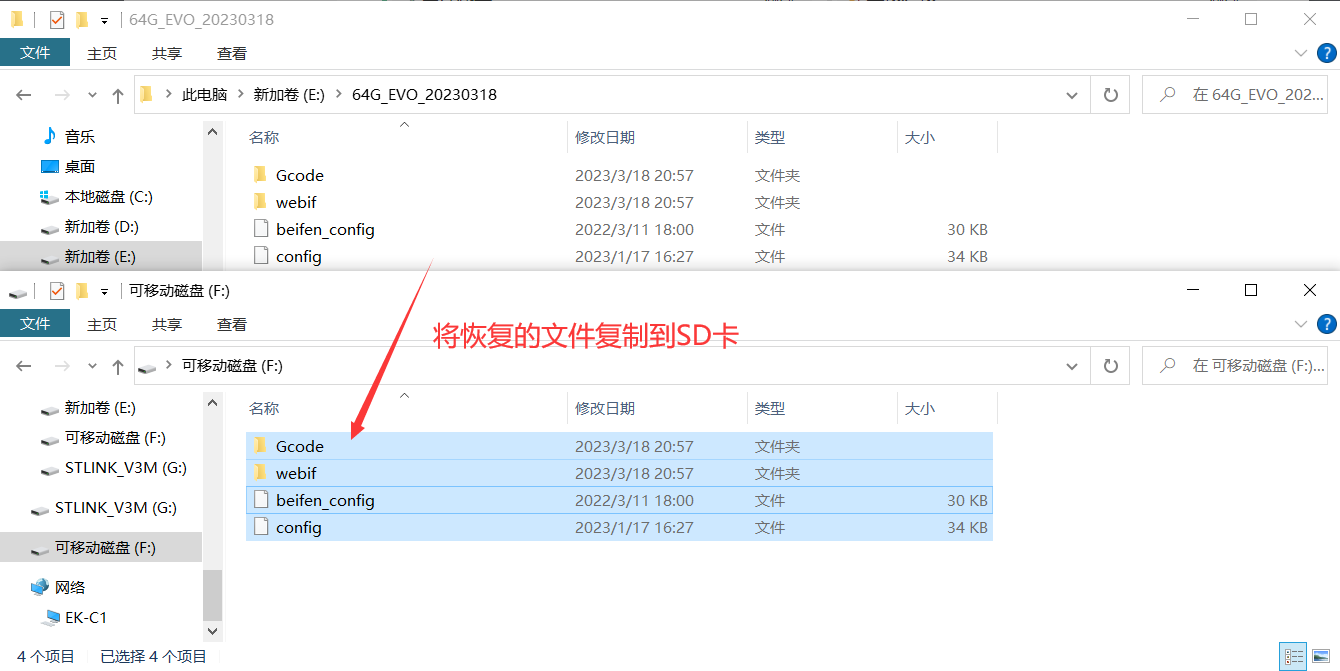 64G_EVO_20230318
文件 主页 共享 查看
此电脑 新加卷 (E:) 64G_EVO_20230318 在 64G_EVO_202...
音乐
桌面
本地磁盘 (C:)
新加卷 (D:)
新加卷 (E:)
名称 修改日期 类型 大小
Gcode 2023/3/18 20:57 文件夹
webif 2023/3/18 20:57 文件夹
beifen_config 2022/3/11 18:00 文件 30 KB
config 2023/1/17 16:27 文件 34 KB
可移动磁盘 (F:)
文件 主页 共享 查看
将恢复的文件复制到SD卡
可移动磁盘 (F:) 在 可移动磁盘 (F:)...
新加卷 (E:)
可移动磁盘 (F:)
STLINK_V3M (G:)
STLINK_V3M (G:)
可移动磁盘 (F:)
网络
EK-C1
名称 修改日期 类型 大小
Gcode 2023/3/18 20:57 文件夹
webif 2023/3/18 20:57 文件夹
beifen_config 2022/3/11 18:00 文件 30 KB
config 2023/1/17 16:27 文件 34 KB
4 个项目 已选择 4 个项目